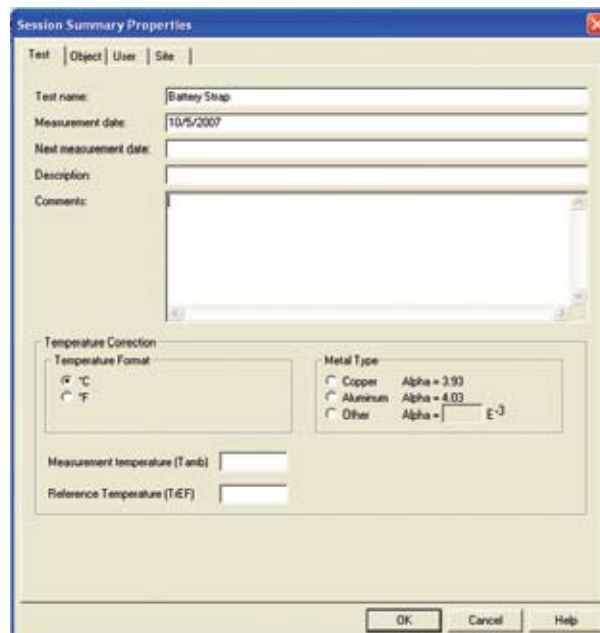 Session Summary Properties
Test Object User Site
Test name: Battery Strap
Measurement date: 10/5/2007
Next measurement date:
Description:
Comments:
Temperature Correction
Temperature Format
°C
°F
Metal Type
Copper Alpha = 3.93
Aluminum Alpha = 4.03
Other Alpha = E-3
Measurement temperature (Tamb)
Reference Temperature (TrEF)
OK Cancel Help